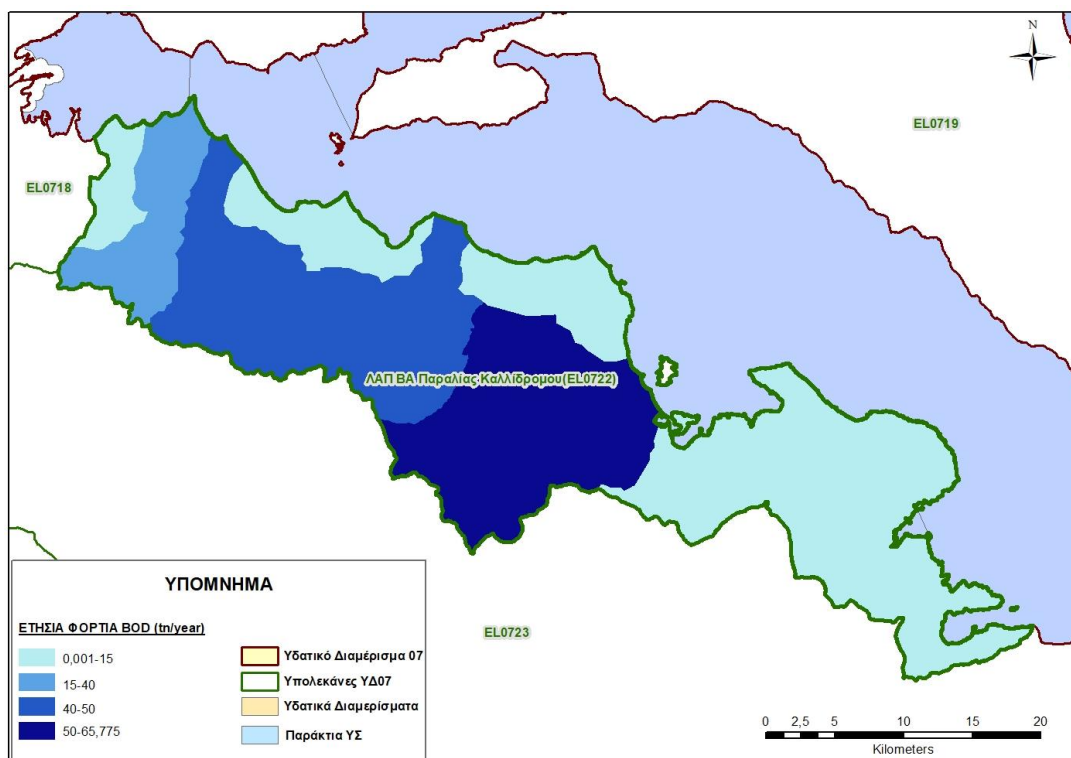 N
EL0719
EL0718
ΛΑΠ ΒΑ Παραλίας Καλλίδρομου(EL0722)
EL0723
ΥΠΟΜΝΗΜΑ
ΕΤΗΣΙΑ ΦΟΡΤΙΑ BOD (tn/year)
0,001-15
15-40
40-50
50-65,775
Υδατικό Διαμέρισμα 07
Υπολεκάνες ΥΔ07
Υδατικά Διαμερίσματα
Παράκτια ΥΣ
0 2,5 5 10 15 20
Kilometers